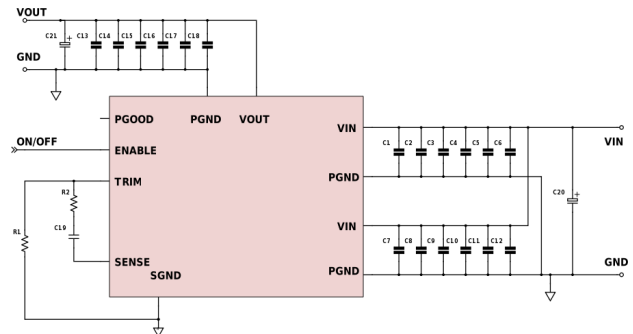 VOUT
C21 + C13 C14 C15 C16 C17 C18
GND
PGOOD PGND VOUT
VIN
ON/OFF
ENABLE
VIN
C1 C2 C3 C4 C5 C6
TRIM
PGND
R2
C20 +
C19
VIN
R1
C7 C8 C9 C10 C11 C12
SENSE
GND
SGND
PGND